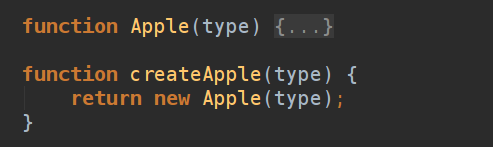 function Apple(type) {...}
function createApple(type) {
return new Apple(type);
}